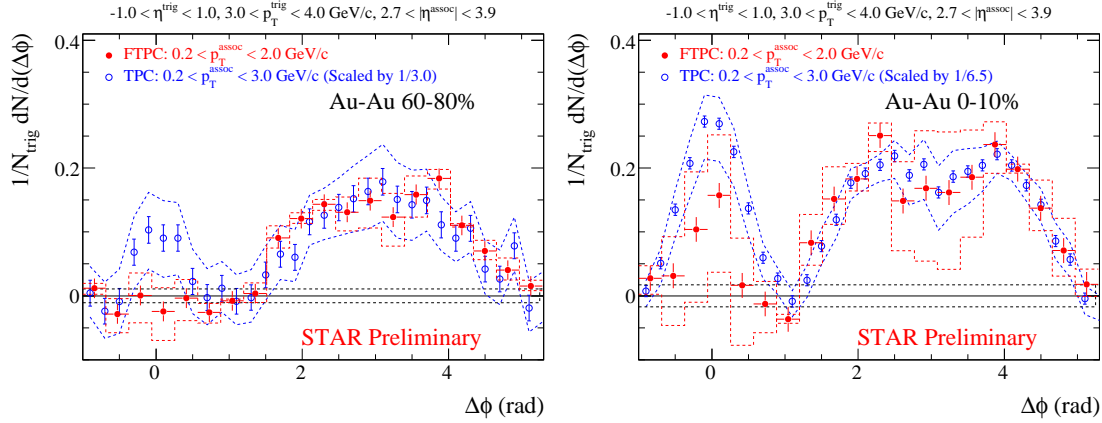 -1.0 < η^trig < 1.0, 3.0 < p_T^trig < 4.0 GeV/c, 2.7 < |η^assoc| < 3.9
0.4
FTPC: 0.2 < p_T^assoc < 2.0 GeV/c
TPC: 0.2 < p_T^assoc < 3.0 GeV/c (Scaled by 1/3.0)
Au-Au 60-80%
1/N_trig dN/d(Δϕ)
0.2
0
STAR Preliminary
0 2 4
Δϕ (rad)
-1.0 < η^trig < 1.0, 3.0 < p_T^trig < 4.0 GeV/c, 2.7 < |η^assoc| < 3.9
0.4
FTPC: 0.2 < p_T^assoc < 2.0 GeV/c
TPC: 0.2 < p_T^assoc < 3.0 GeV/c (Scaled by 1/6.5)
Au-Au 0-10%
1/N_trig dN/d(Δϕ)
0.2
0
STAR Preliminary
0 2 4
Δϕ (rad)